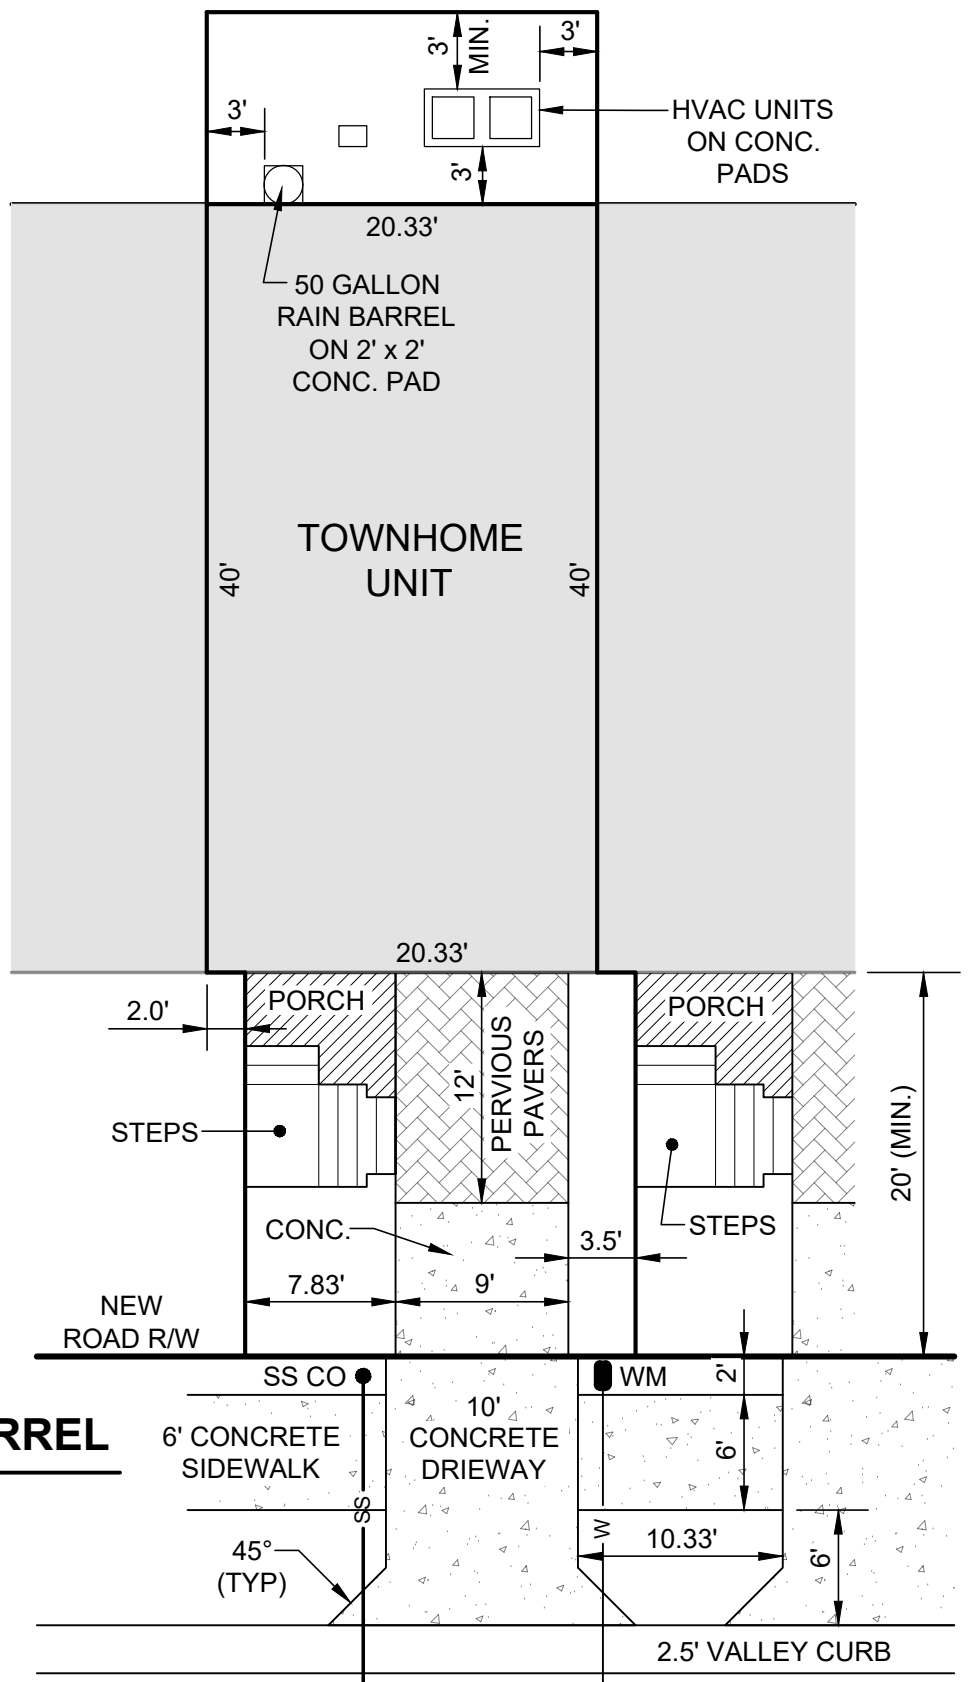 3'
MIN.
3'
3'
HVAC UNITS
ON CONC.
PADS
3'
20.33'
50 GALLON
RAIN BARREL
ON 2' x 2'
CONC. PAD
TOWNHOME
UNIT
40'
40'
20.33'
2.0'
PORCH
12'
PERVIOUS
PAVERS
PORCH
STEPS
20' (MIN.)
STEPS
CONC.
3.5'
7.83'
9'
NEW
ROAD R/W
SS CO
WM
2'
RREL
6' CONCRETE
SIDEWALK
10'
CONCRETE
DRIEWAY
6'
SS
W
10.33'
45°
(TYP)
6'
2.5' VALLEY CURB